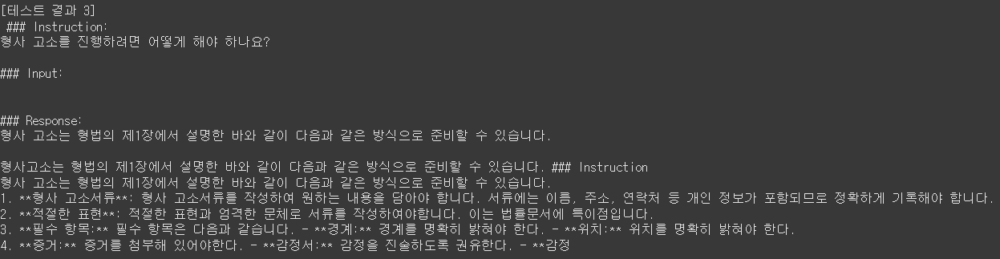 [테스트 결과 3]
### Instruction:
형사 고소를 진행하려면 어떻게 해야 하나요?
### Input:
### Response:
형사 고소는 형법의 제1장에서 설명한 바와 같이 다음과 같은 방식으로 준비할 수 있습니다.
형사고소는 형법의 제1장에서 설명한 바와 같이 다음과 같은 방식으로 준비할 수 있습니다. ### Instruction
형사 고소는 형법의 제1장에서 설명한 바와 같이 다음과 같은 방식으로 준비할 수 있습니다.
1. **형사 고소서류**: 형사 고소서류를 작성하여 원하는 내용을 담아야 합니다. 서류에는 이름, 주소, 연락처 등 개인 정보가 포함되므로 정확하게 기록해야 합니다.
2. **적절한 표현**: 적절한 표현과 엄격한 문체로 서류를 작성하여야합니다. 이는 법률문서에 특이점입니다.
3. **필수 항목:** 필수 항목은 다음과 같습니다. - **경계:** 경계를 명확히 밝혀야 한다. - **위치:** 위치를 명확히 밝혀야 한다.
4. **증거:** 증거를 첨부해 있어야한다. - **감정서:** 감정을 진술하도록 권유한다. - **감정